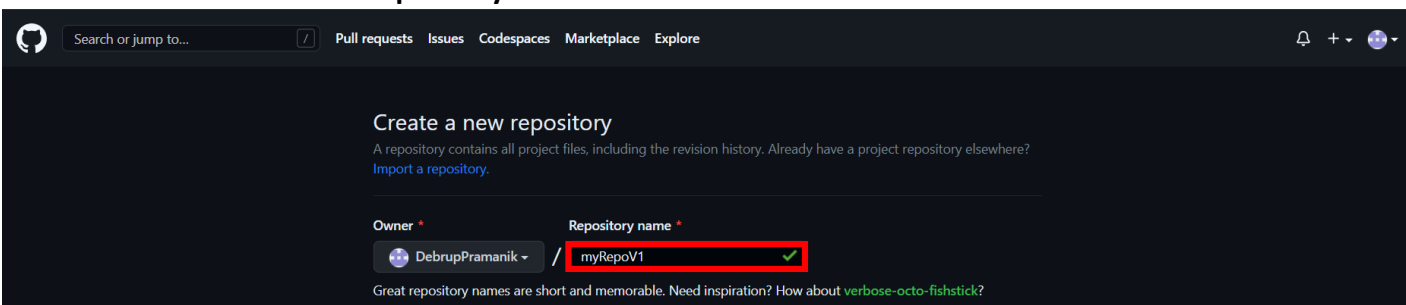 Search or jump to... /
Pull requests Issues Codespaces Marketplace Explore
Create a new repository
A repository contains all project files, including the revision history. Already have a project repository elsewhere?
Import a repository.
Owner * Repository name *
DebrupPramanik / myRepoV1
Great repository names are short and memorable. Need inspiration? How about verbose-octo-fishstick?